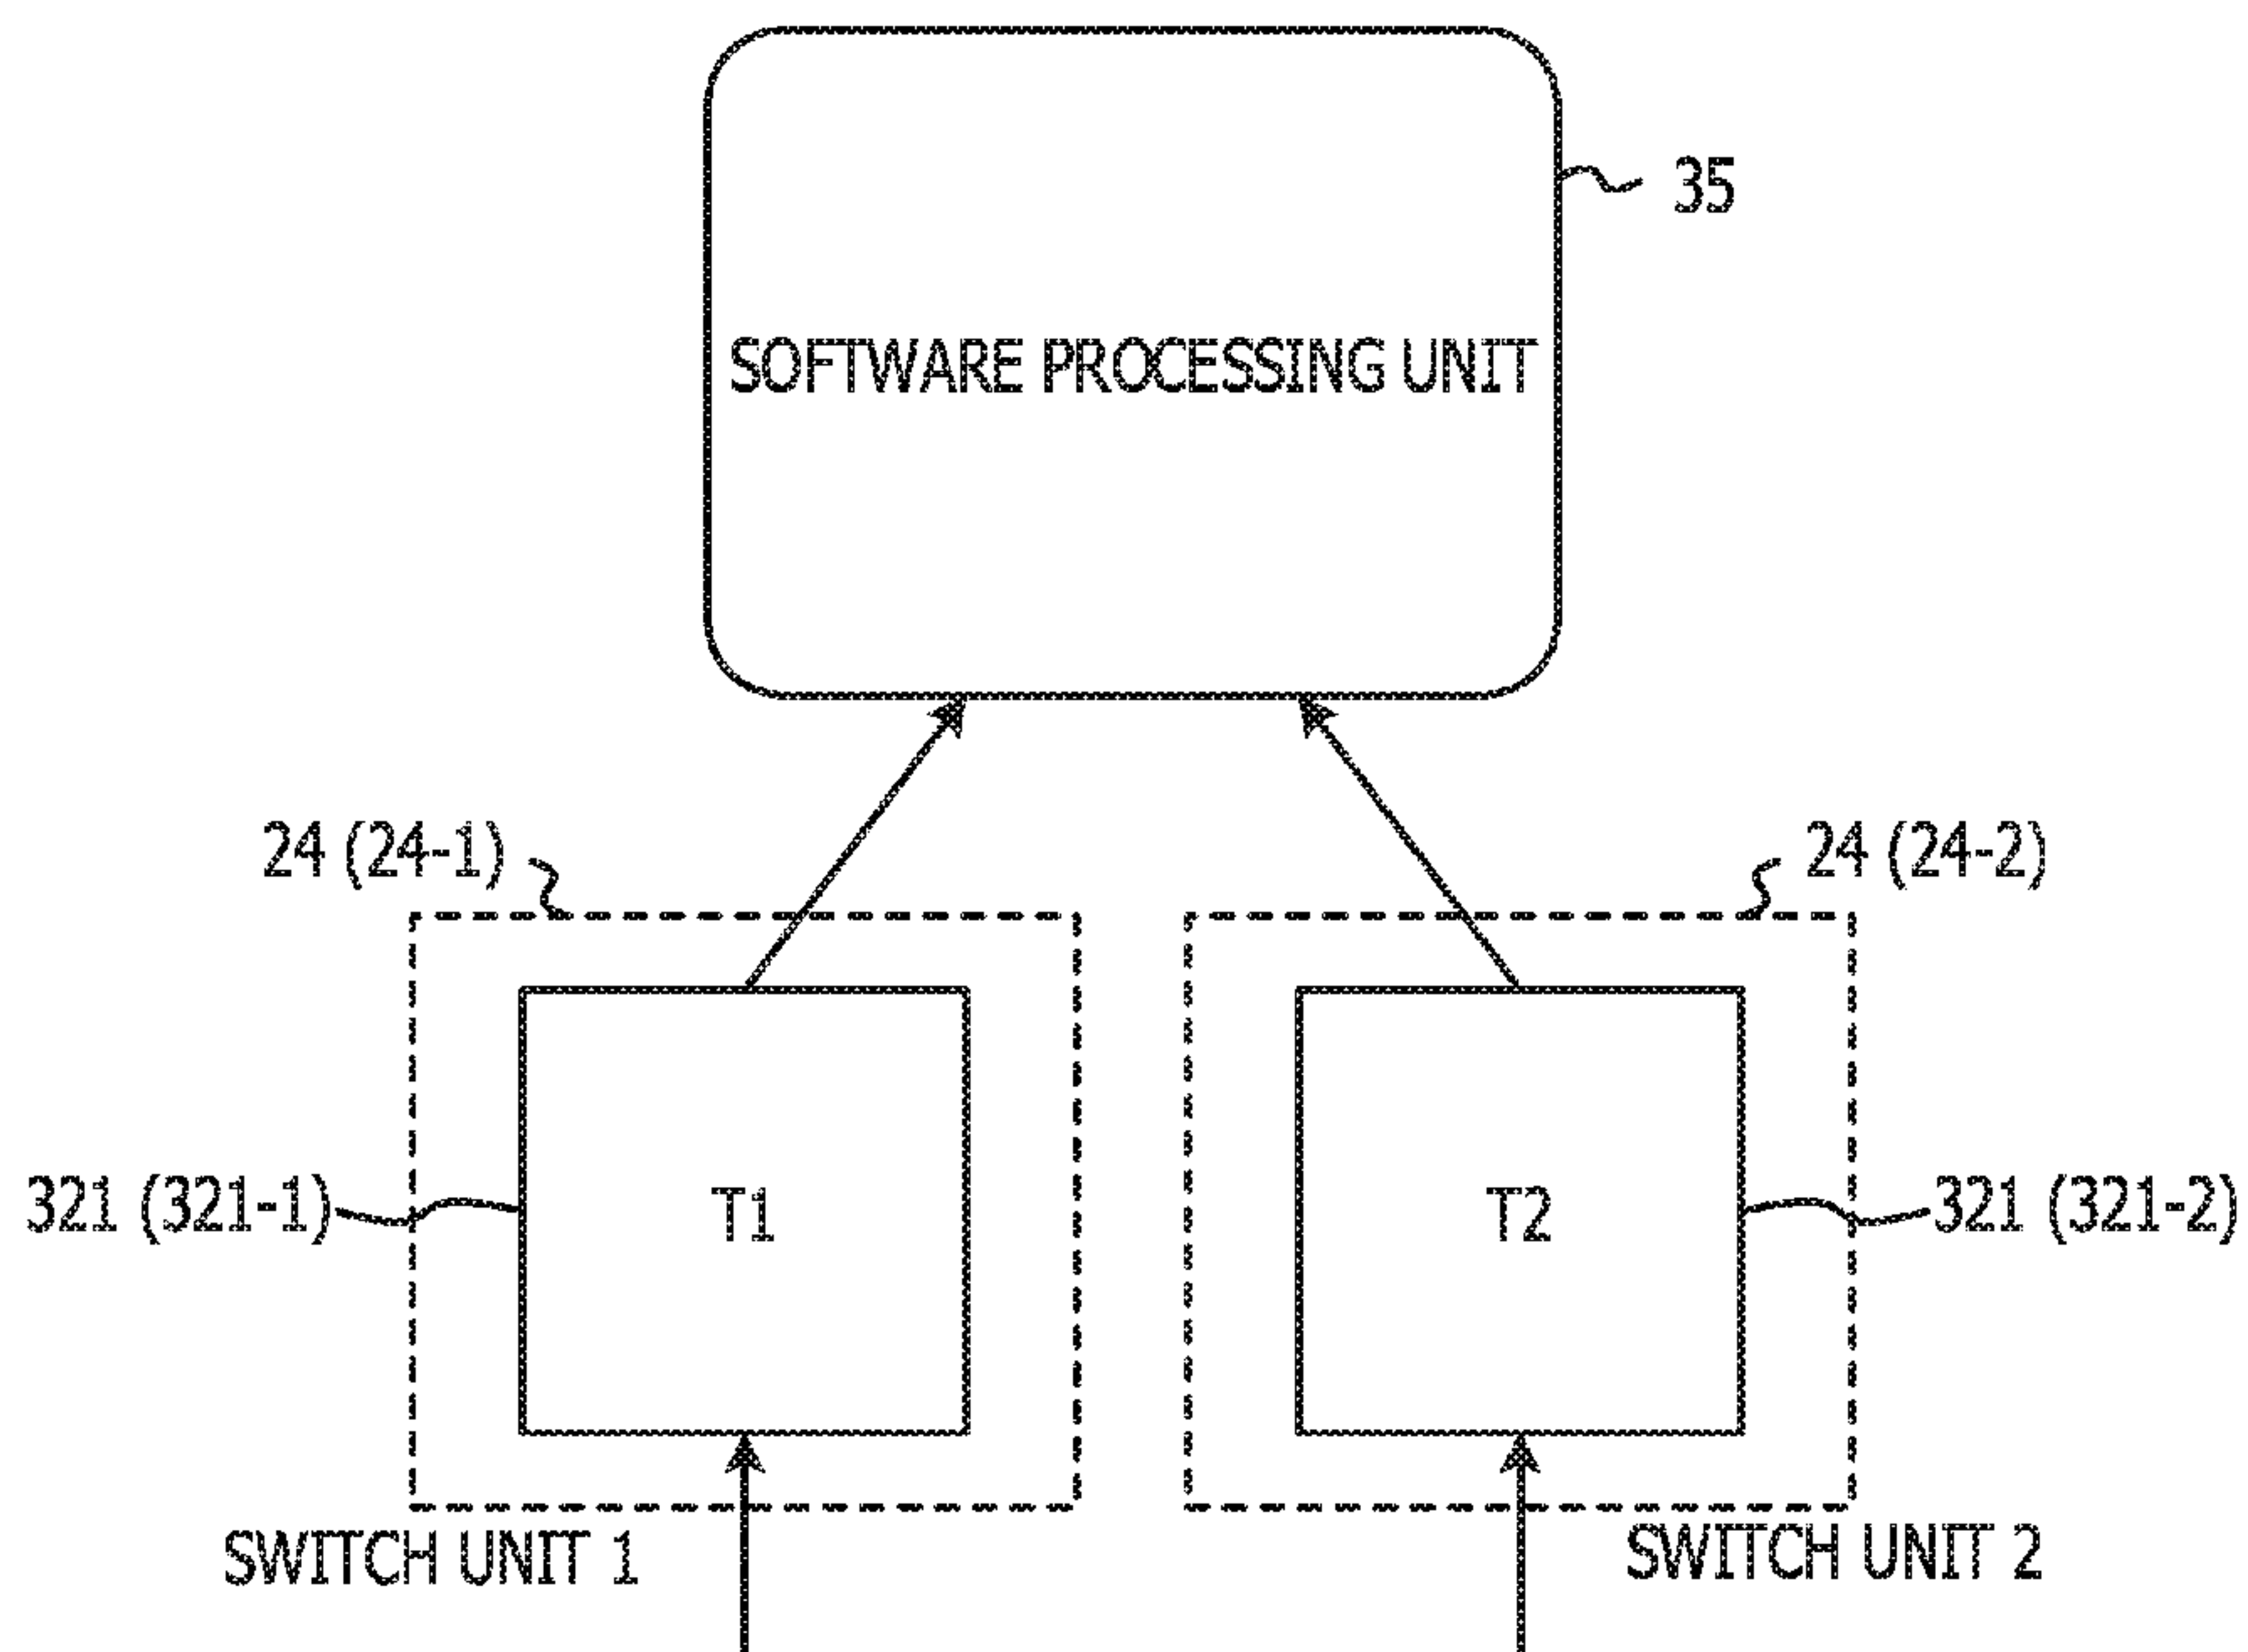 35
SOFTWARE PROCESSING UNIT
24 (24-1)
24 (24-2)
321 (321-1)
T1
T2
321 (321-2)
SWITCH UNIT 1
SWITCH UNIT 2